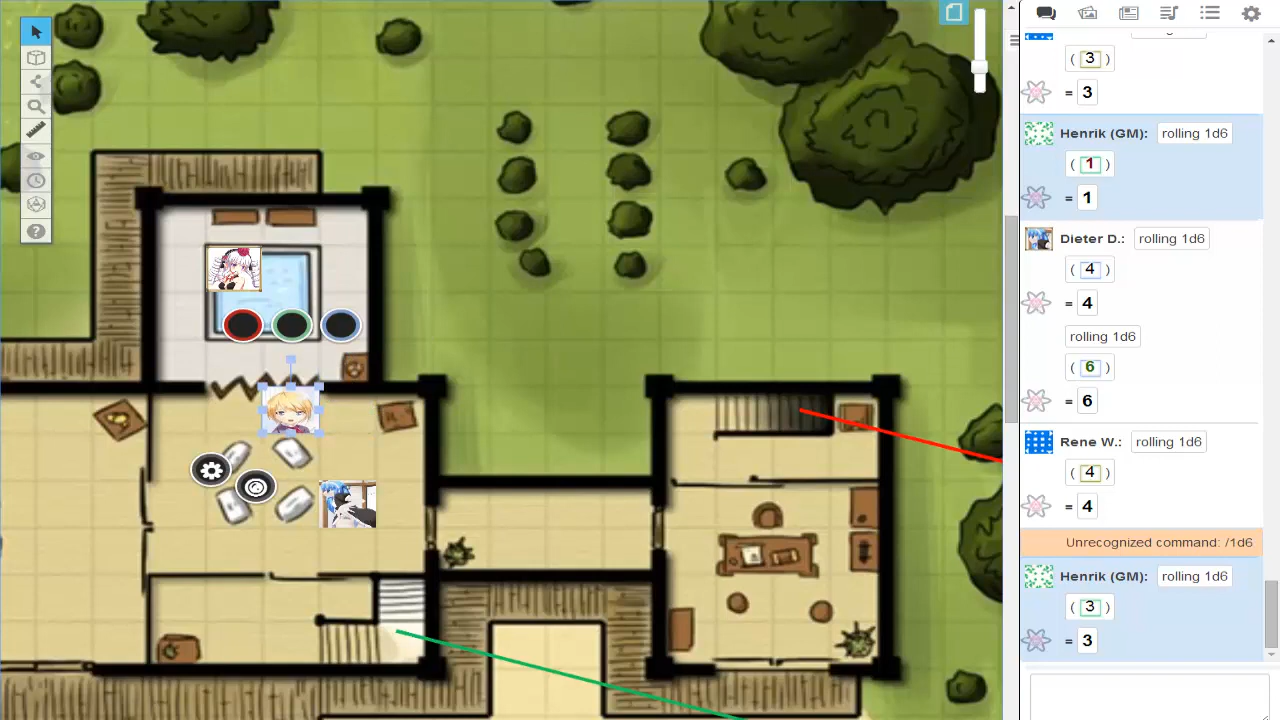 rolling
( 3 )
= 3
Henrik (GM): rolling 1d6
( 1 )
= 1
Dieter D.: rolling 1d6
( 4 )
= 4
rolling 1d6
( 6 )
= 6
Rene W.: rolling 1d6
( 4 )
= 4
Unrecognized command: /1d6
Henrik (GM): rolling 1d6
( 3 )
= 3